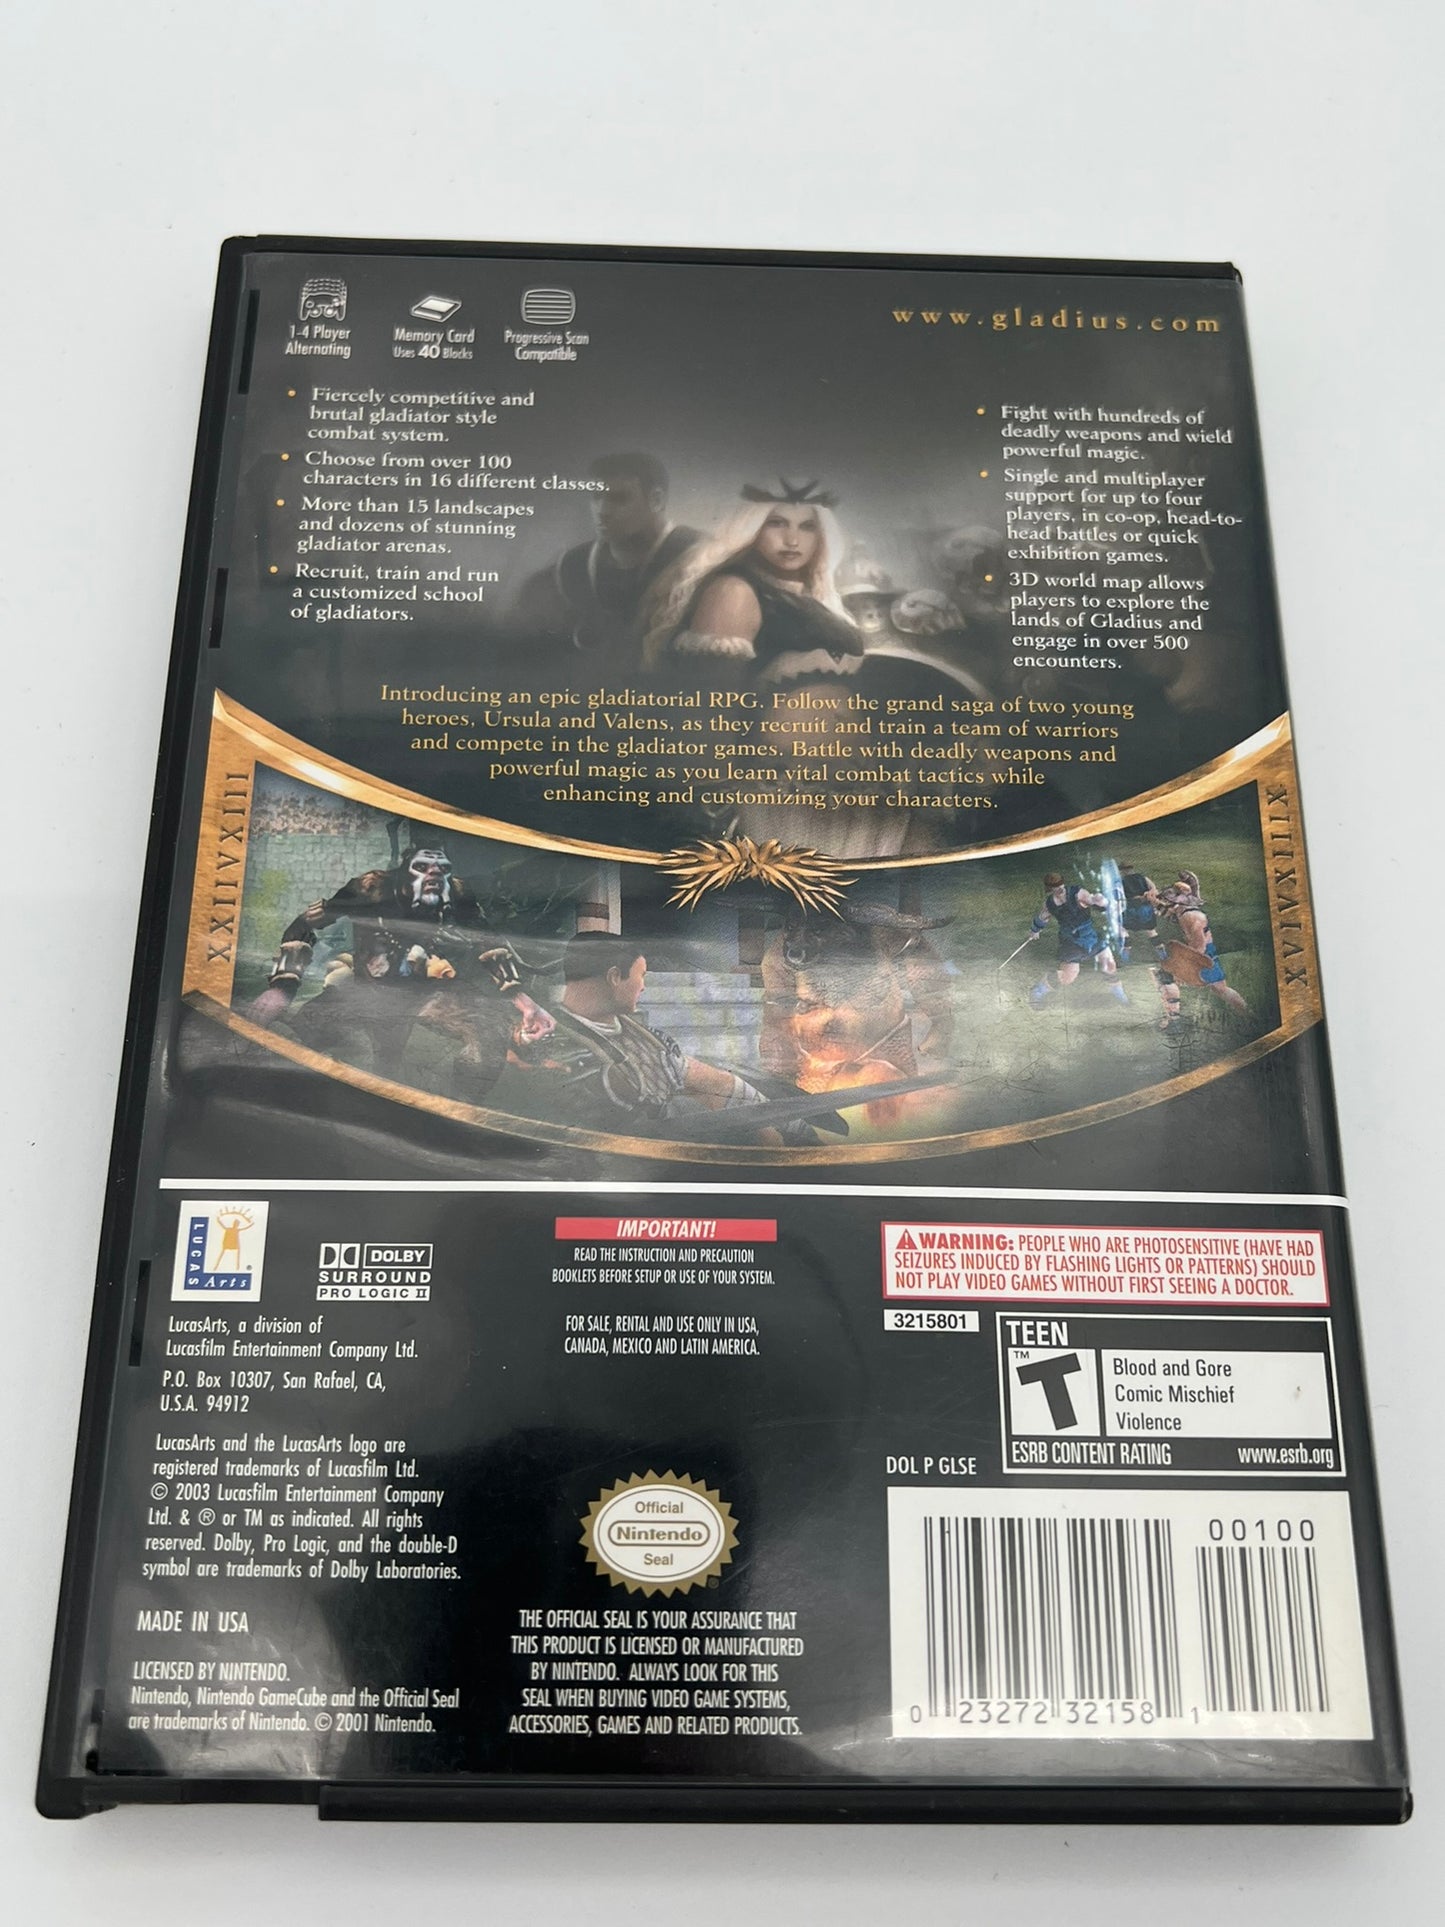 1-4 Player
Alternating
Memory Card
Uses 40 Blocks
Progressive Scan
Compatible
www.gladius.com
• Fiercely competitive and
brutal gladiator style
combat system.
• Choose from over 100
characters in 16 different classes.
• More than 15 landscapes
and dozens of stunning
gladiator arenas.
• Recruit, train and run
a customized school
of gladiators.
• Fight with hundreds of
deadly weapons and wield
powerful magic.
• Single and multiplayer
support for up to four
players, in co-op, head-to-
head battles or quick
exhibition games.
• 3D world map allows
players to explore the
lands of Gladius and
engage in over 500
encounters.
Introducing an epic gladiatorial RPG. Follow the grand saga of two young
heroes, Ursula and Valens, as they recruit and train a team of warriors
and compete in the gladiator games. Battle with deadly weapons and
powerful magic as you learn vital combat tactics while
enhancing and customizing your characters.
XXIIVXIII
XVIVXIIXIX
LUCAS
Arts
DOLBY
SURROUND
PRO LOGIC II
LucasArts, a division of
Lucasfilm Entertainment Company Ltd.
P.O. Box 10307, San Rafael, CA,
U.S.A. 94912
LucasArts and the LucasArts logo are
registered trademarks of Lucasfilm Ltd.
© 2003 Lucasfilm Entertainment Company
Ltd. & ® or TM as indicated. All rights
reserved. Dolby, Pro Logic, and the double-D
symbol are trademarks of Dolby Laboratories.
MADE IN USA
LICENSED BY NINTENDO.
Nintendo, Nintendo GameCube and the Official Seal
are trademarks of Nintendo. © 2001 Nintendo.
IMPORTANT!
READ THE INSTRUCTION AND PRECAUTION
BOOKLETS BEFORE SETUP OR USE OF YOUR SYSTEM.
FOR SALE, RENTAL AND USE ONLY IN USA,
CANADA, MEXICO AND LATIN AMERICA.
Official
Nintendo
Seal
THE OFFICIAL SEAL IS YOUR ASSURANCE THAT
THIS PRODUCT IS LICENSED OR MANUFACTURED
BY NINTENDO. ALWAYS LOOK FOR THIS
SEAL WHEN BUYING VIDEO GAME SYSTEMS,
ACCESSORIES, GAMES AND RELATED PRODUCTS.
WARNING: PEOPLE WHO ARE PHOTOSENSITIVE (HAVE HAD
SEIZURES INDUCED BY FLASHING LIGHTS OR PATTERNS) SHOULD
NOT PLAY VIDEO GAMES WITHOUT FIRST SEEING A DOCTOR.
3215801
TEEN
T™
Blood and Gore
Comic Mischief
Violence
ESRB CONTENT RATING www.esrb.org
DOL P GLSE
00100
0 23272 32158 1